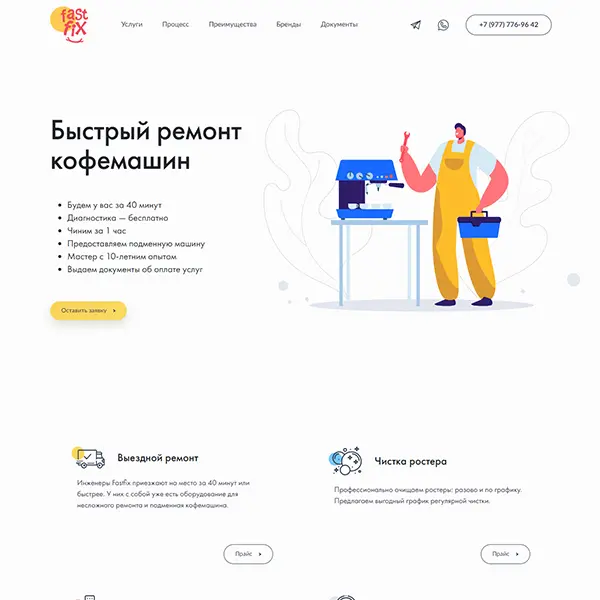 fast
fix
Услуги Процесс Преимущества Бренды Документы
+7 (977) 776-96 42
Быстрый ремонт
кофемашин
Будем у вас за 40 минут
Диагностика — бесплатно
Чиним за 1 час
Предоставляем подменную машину
Мастер с 10-летним опытом
Выдаем документы об оплате услуг
Оставить заявку
Выездной ремонт
Инженеры Fastfix приезжают на место за 40 минут или
быстрее. У них с собой уже есть оборудование для
несложного ремонта и подменная кофемашина.
Прайс
Чистка ростера
Профессионально очищаем ростеры: разово и по графику.
Предлагаем выгодный график регулярной чистки.
Прайс